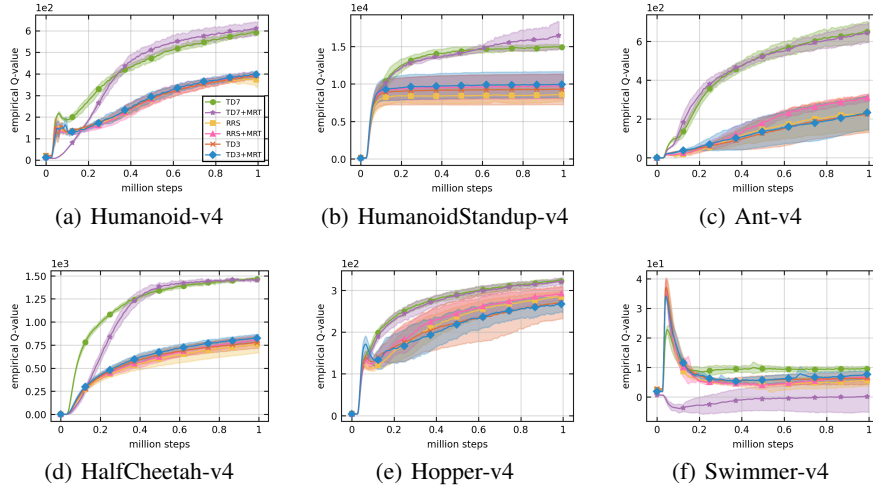 1e2
empirical Q-value
6
4
2
0
0 0.2 0.4 0.6 0.8 1
million steps
TD7
TD7+MRT
RRS
RRS+MRT
TD3
TD3+MRT
(a) Humanoid-v4
1e4
empirical Q-value
1.5
1.0
0.5
0.0
0 0.2 0.4 0.6 0.8 1
million steps
(b) HumanoidStandup-v4
1e2
empirical Q-value
6
4
2
0
0 0.2 0.4 0.6 0.8 1
million steps
(c) Ant-v4
1e3
empirical Q-value
1.50
1.25
1.00
0.75
0.50
0.25
0.00
0 0.2 0.4 0.6 0.8 1
million steps
(d) HalfCheetah-v4
1e2
empirical Q-value
3
2
1
0
0 0.2 0.4 0.6 0.8 1
million steps
(e) Hopper-v4
1e1
empirical Q-value
4
3
2
1
0
0 0.2 0.4 0.6 0.8 1
million steps
(f) Swimmer-v4